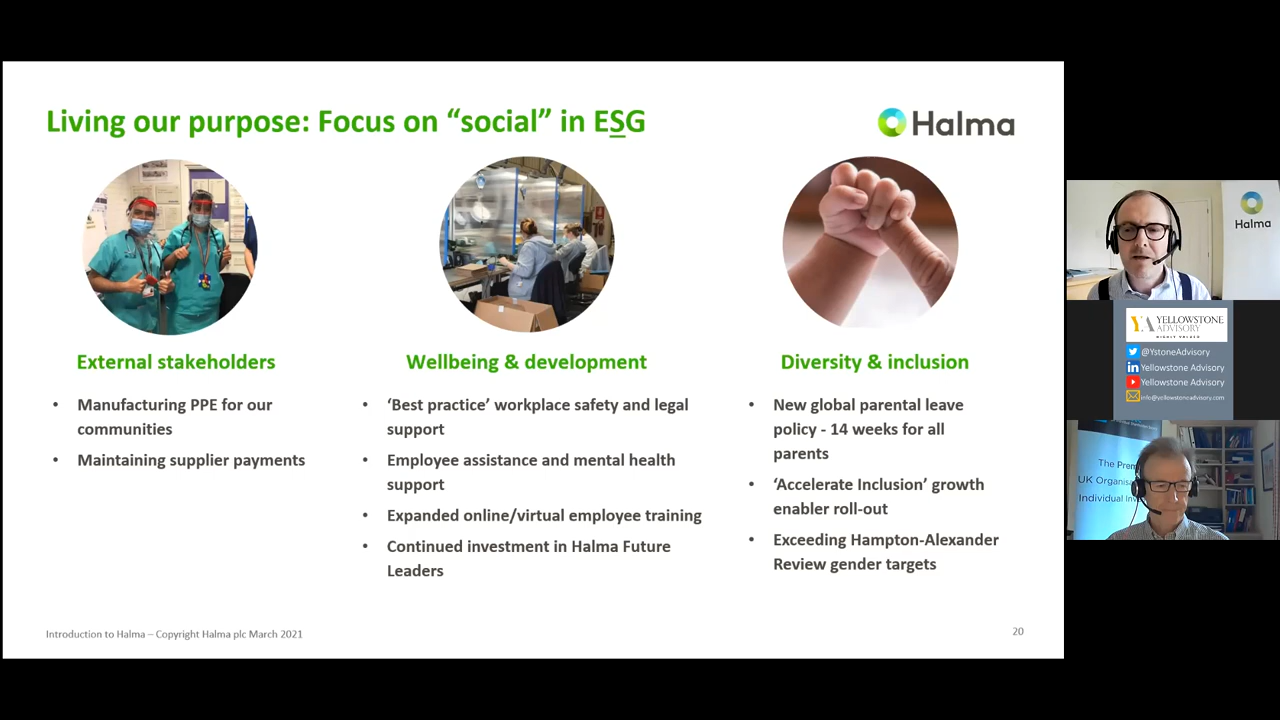 Living our purpose: Focus on “social” in ESG
Halma
External stakeholders
• Manufacturing PPE for our
communities
• Maintaining supplier payments
Wellbeing & development
• ‘Best practice’ workplace safety and legal
support
• Employee assistance and mental health
support
• Expanded online/virtual employee training
• Continued investment in Halma Future
Leaders
Diversity & inclusion
• New global parental leave
policy - 14 weeks for all
parents
• ‘Accelerate Inclusion’ growth
enabler roll-out
• Exceeding Hampton-Alexander
Review gender targets
Introduction to Halma – Copyright Halma plc March 2021
20
Halma
YA YELLOWSTONE
ADVISORY
@YstoneAdvisory
Yellowstone Advisory
Yellowstone Advisory
info@yellowstoneadvisory.com
The
UK
Individual